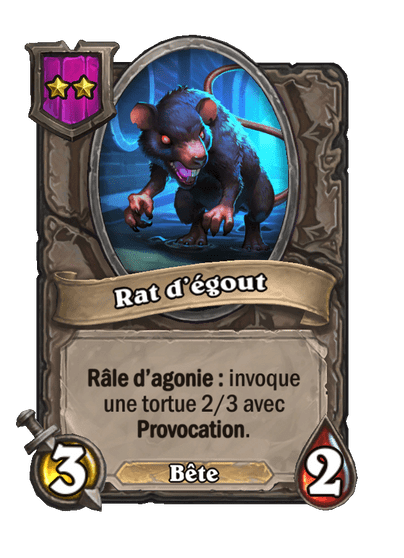 Rat d'égout
Râle d'agonie : invoque
une tortue 2/3 avec
Provocation.
3
Bête
2